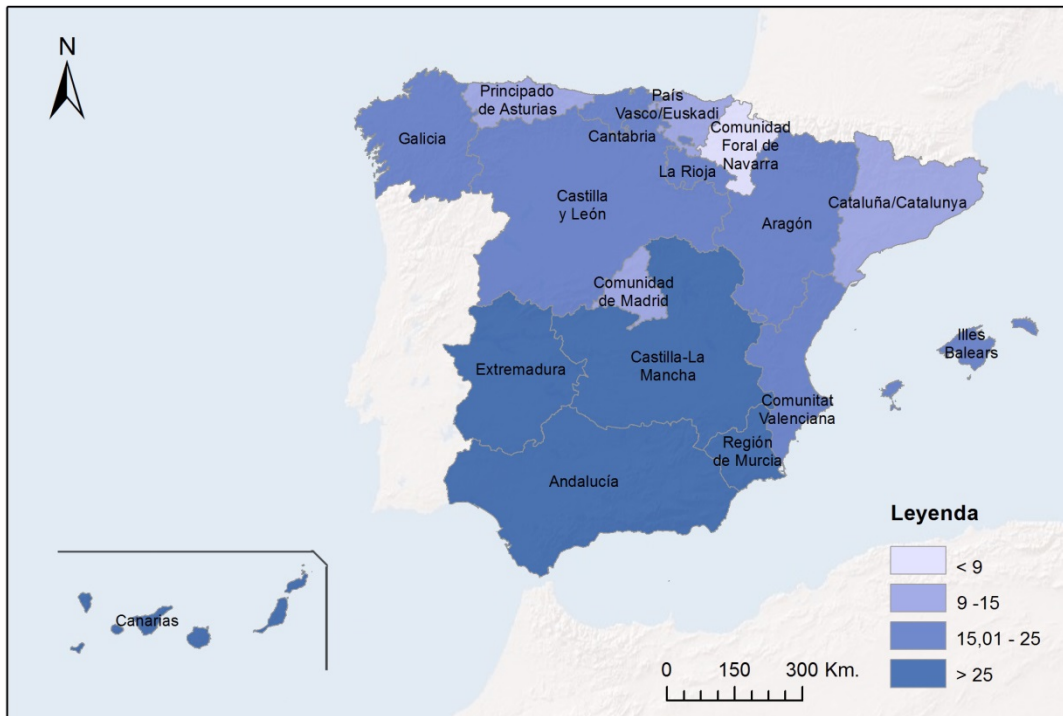 N
Principado
de Asturias
País
Vasco/Euskadi
Galicia
Cantabria
Comunidad
Foral de
Navarra
La Rioja
Castilla
y León
Aragón
Cataluña/Catalunya
Comunidad
de Madrid
Illes
Balears
Extremadura
Castilla-La
Mancha
Comunitat
Valenciana
Región
de Murcia
Andalucía
Canarias
Leyenda
< 9
9 -15
15,01 - 25
> 25
0 150 300 Km.